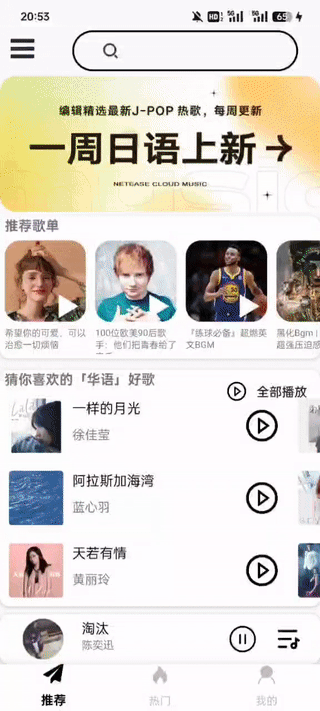 20:53
HD
5G
5G
65
编辑精选最新J-POP 热歌，每周更新
一周日语上新 →
NETEASE CLOUD MUSIC
推荐歌单
希望你的可爱，可以
治愈一切烦恼
100位欧美90后歌
手：他们把青春给了
『练球必备』超燃英
文BGM
黑化Bgm |
超强压迫感
猜你喜欢的「华语」好歌
全部播放
一样的月光
徐佳莹
阿拉斯加海湾
蓝心羽
天若有情
黄丽玲
淘汰
陈奕迅
推荐
热门
我的